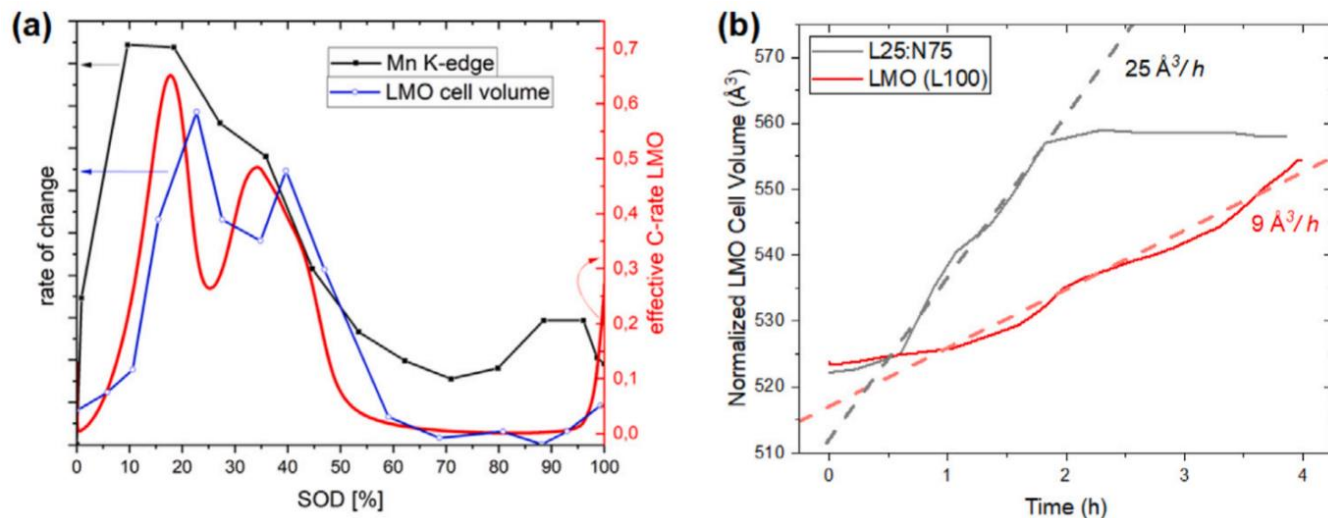 (a)
Mn K-edge
LMO cell volume
rate of change
0,7
0,6
0,5
0,4
0,3
0,2
0,1
0,0
effective C-rate LMO
0 10 20 30 40 50 60 70 80 90 100
SOD [%]
(b)
L25:N75
LMO (L100)
25 Å³/h
9 Å³/h
Normalized LMO Cell Volume (Å³)
570
560
550
540
530
520
510
0 1 2 3 4
Time (h)